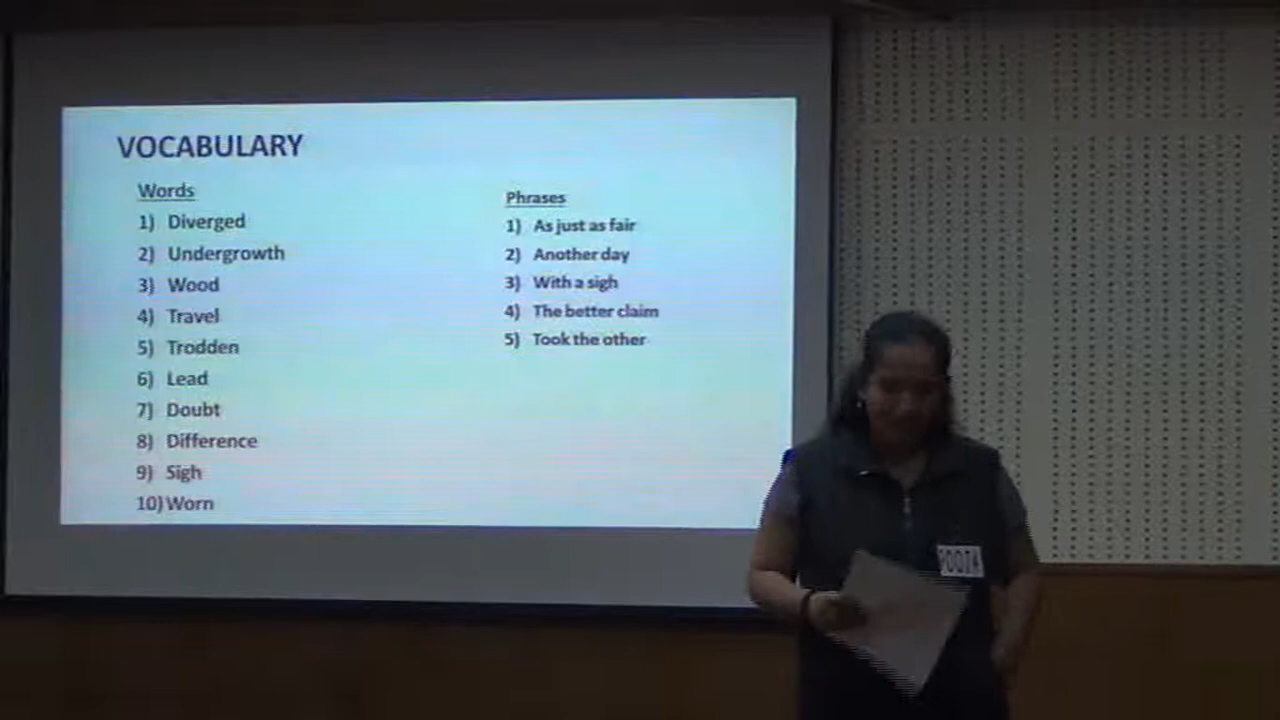 VOCABULARY
Words
1) Diverged
2) Undergrowth
3) Wood
4) Travel
5) Trodden
6) Lead
7) Doubt
8) Difference
9) Sigh
10) Worn
Phrases
1) As just as fair
2) Another day
3) With a sigh
4) The better claim
5) Took the other
POOJA